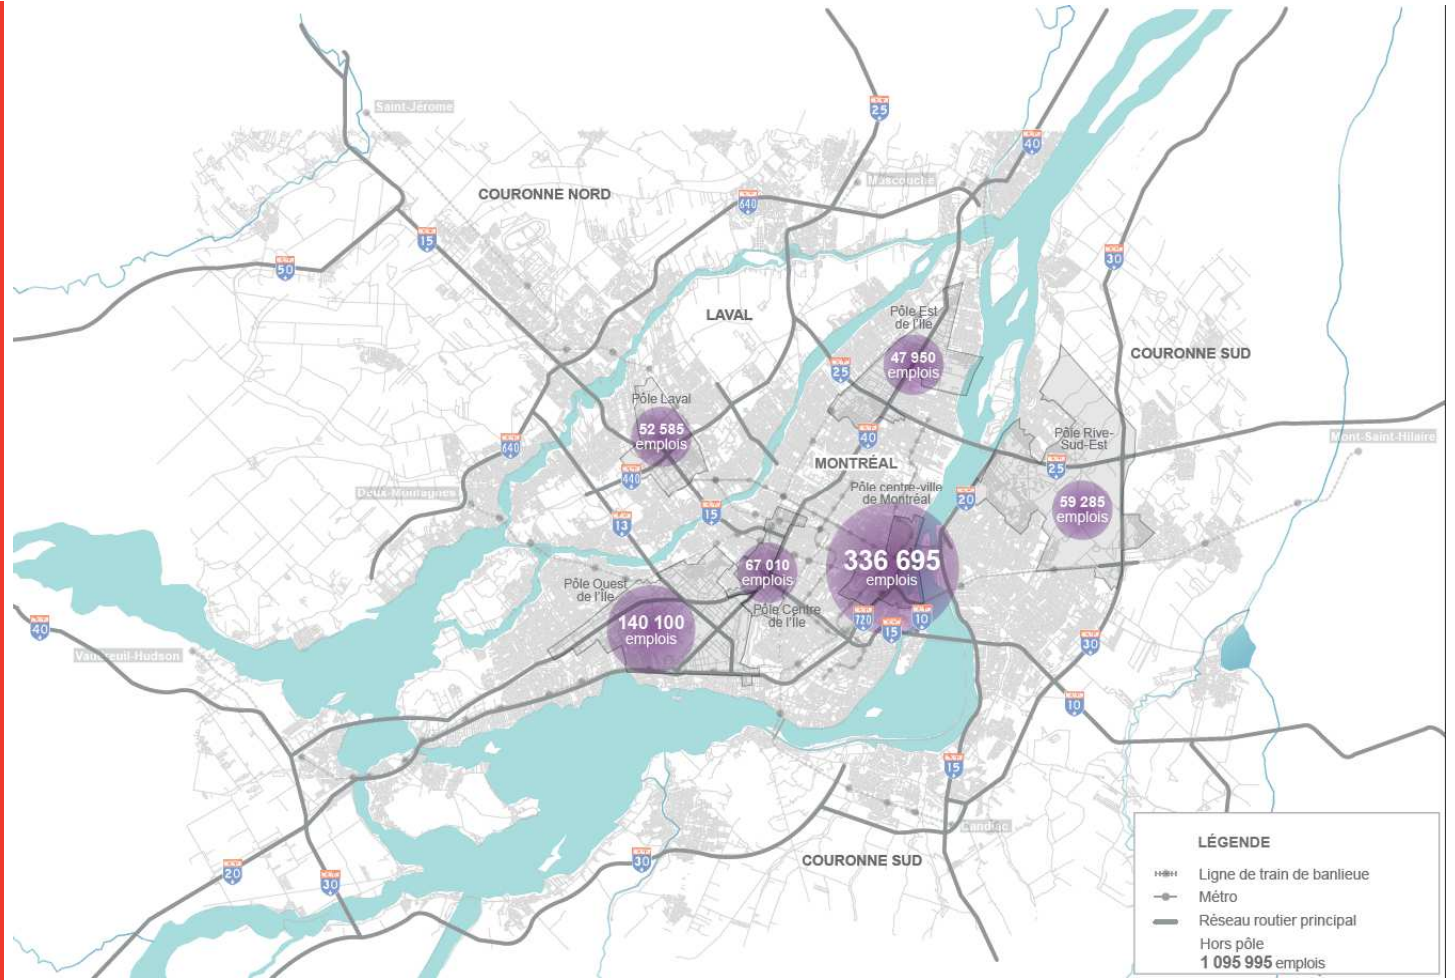 Saint-Jérome
25
40
Mascouche
COURONNE NORD
640
15
50
30
LAVAL
Pôle Est
de l'île
47 950
emplois
COURONNE SUD
25
Pôle Laval
52 585
emplois
40
Pôle Rive-
Sud-Est
Mont-Saint-Hilaire
640
MONTRÉAL
25
440
Deux-Montagnes
Pôle centre-ville
de Montréal
20
15
13
59 285
emplois
336 695
emplois
67 010
emplois
Pôle Ouest
de l'île
Pôle Centre
de l'île
140 100
emplois
720
15
10
40
30
Vaudreuil-Hudson
10
15
Candiac
COURONNE SUD
30
20
30
LÉGENDE
Ligne de train de banlieue
Métro
Réseau routier principal
Hors pôle
1 095 995 emplois